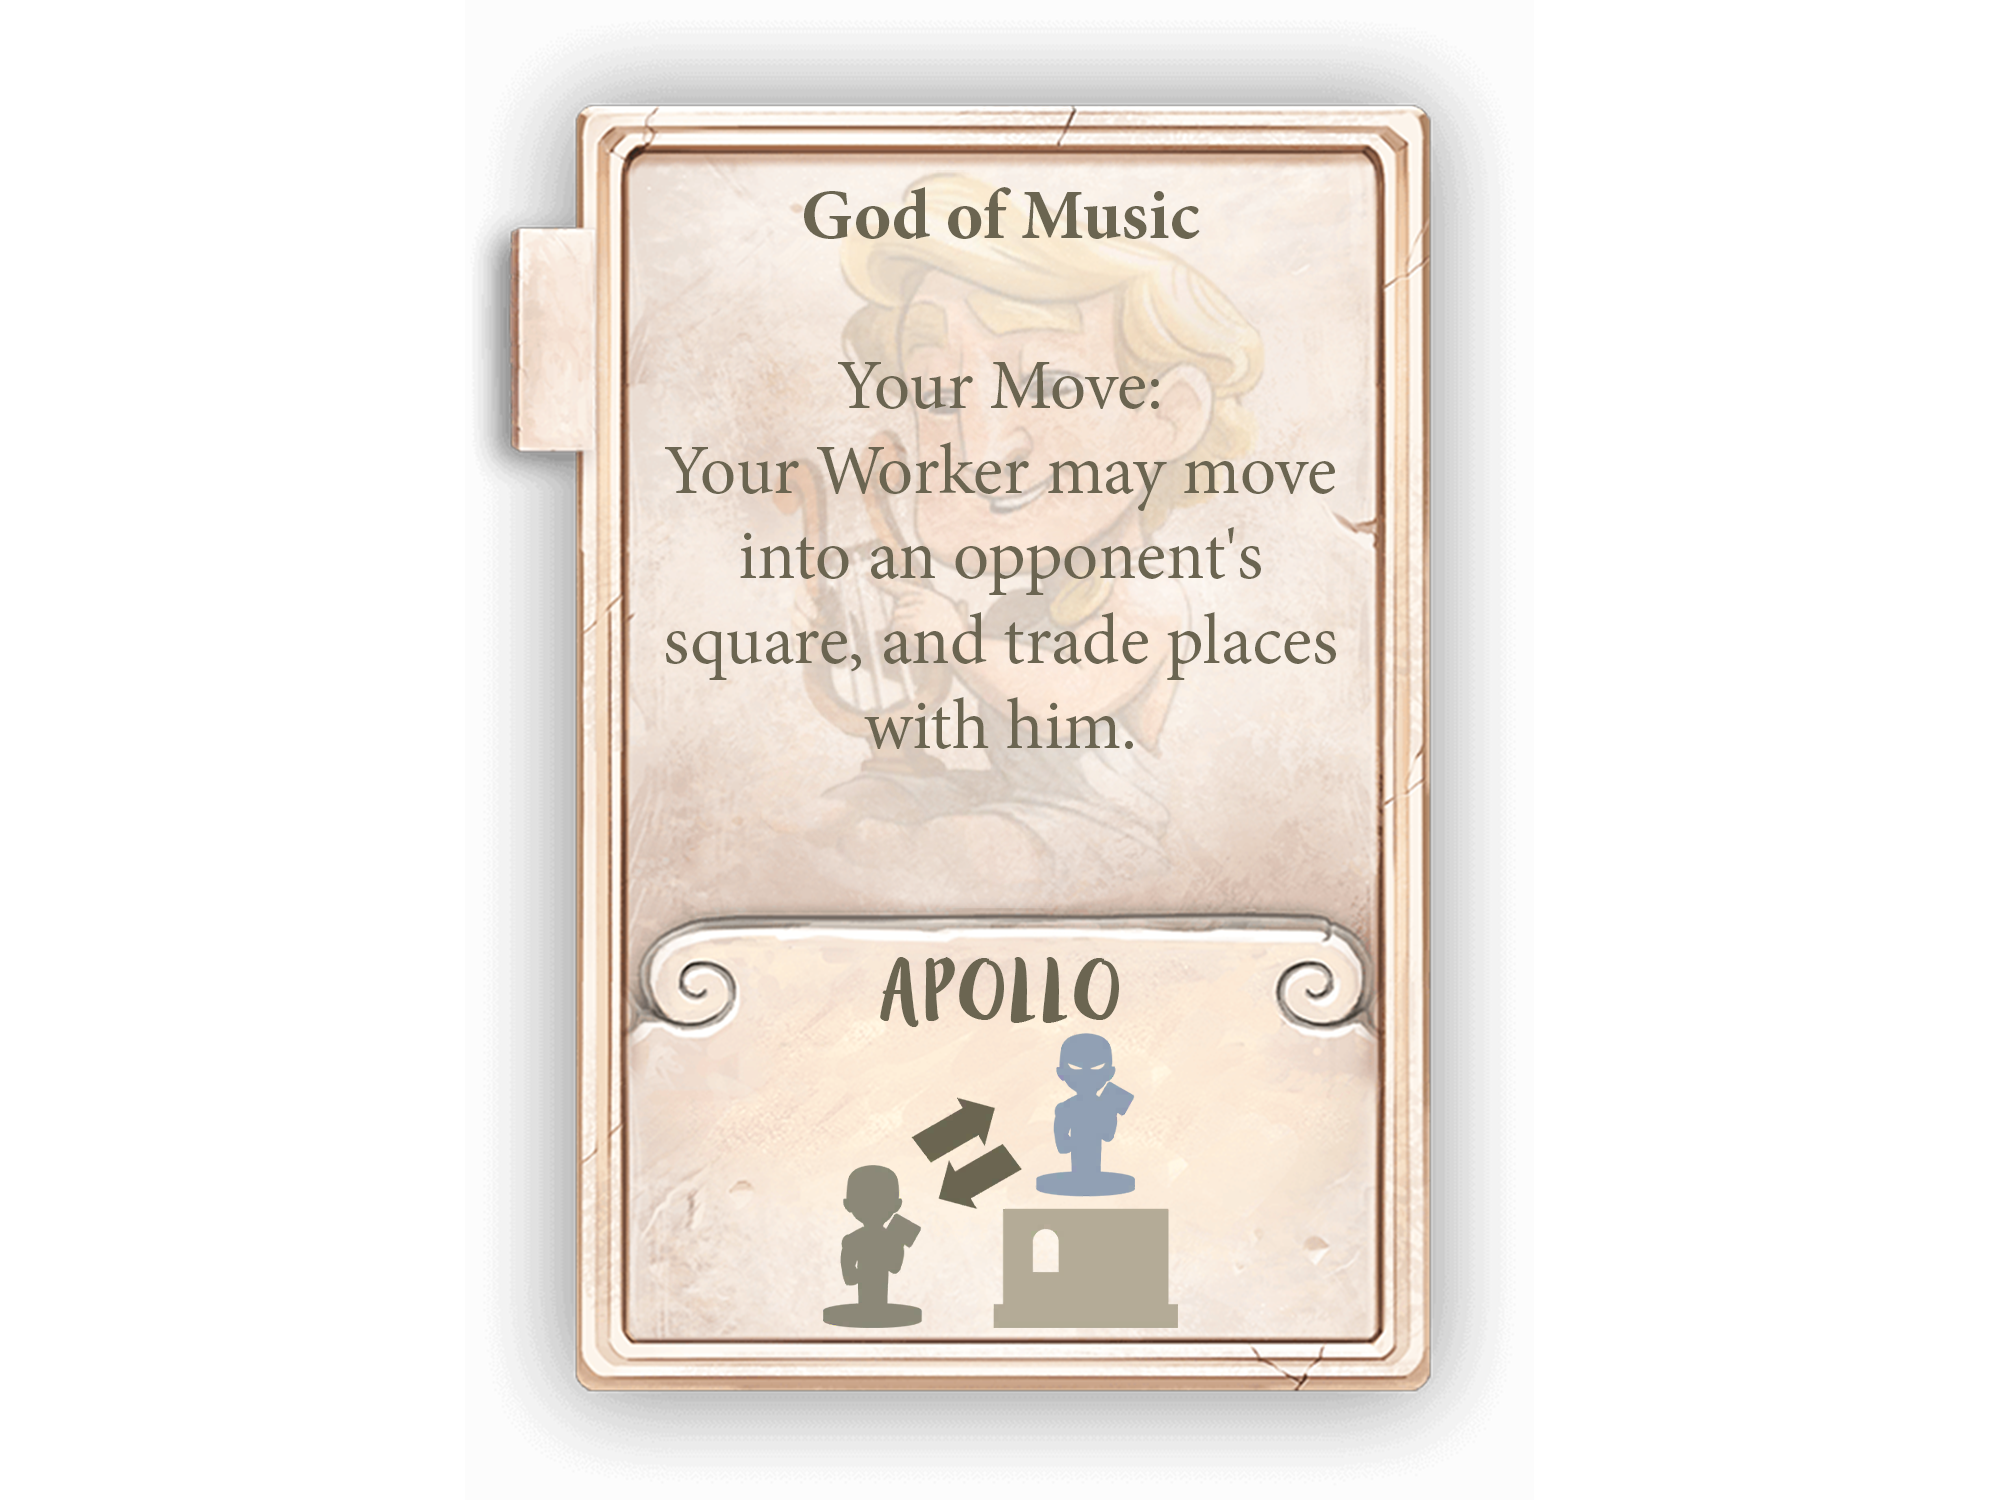 God of Music
Your Move:
Your Worker may move
into an opponent's
square, and trade places
with him.
APOLLO